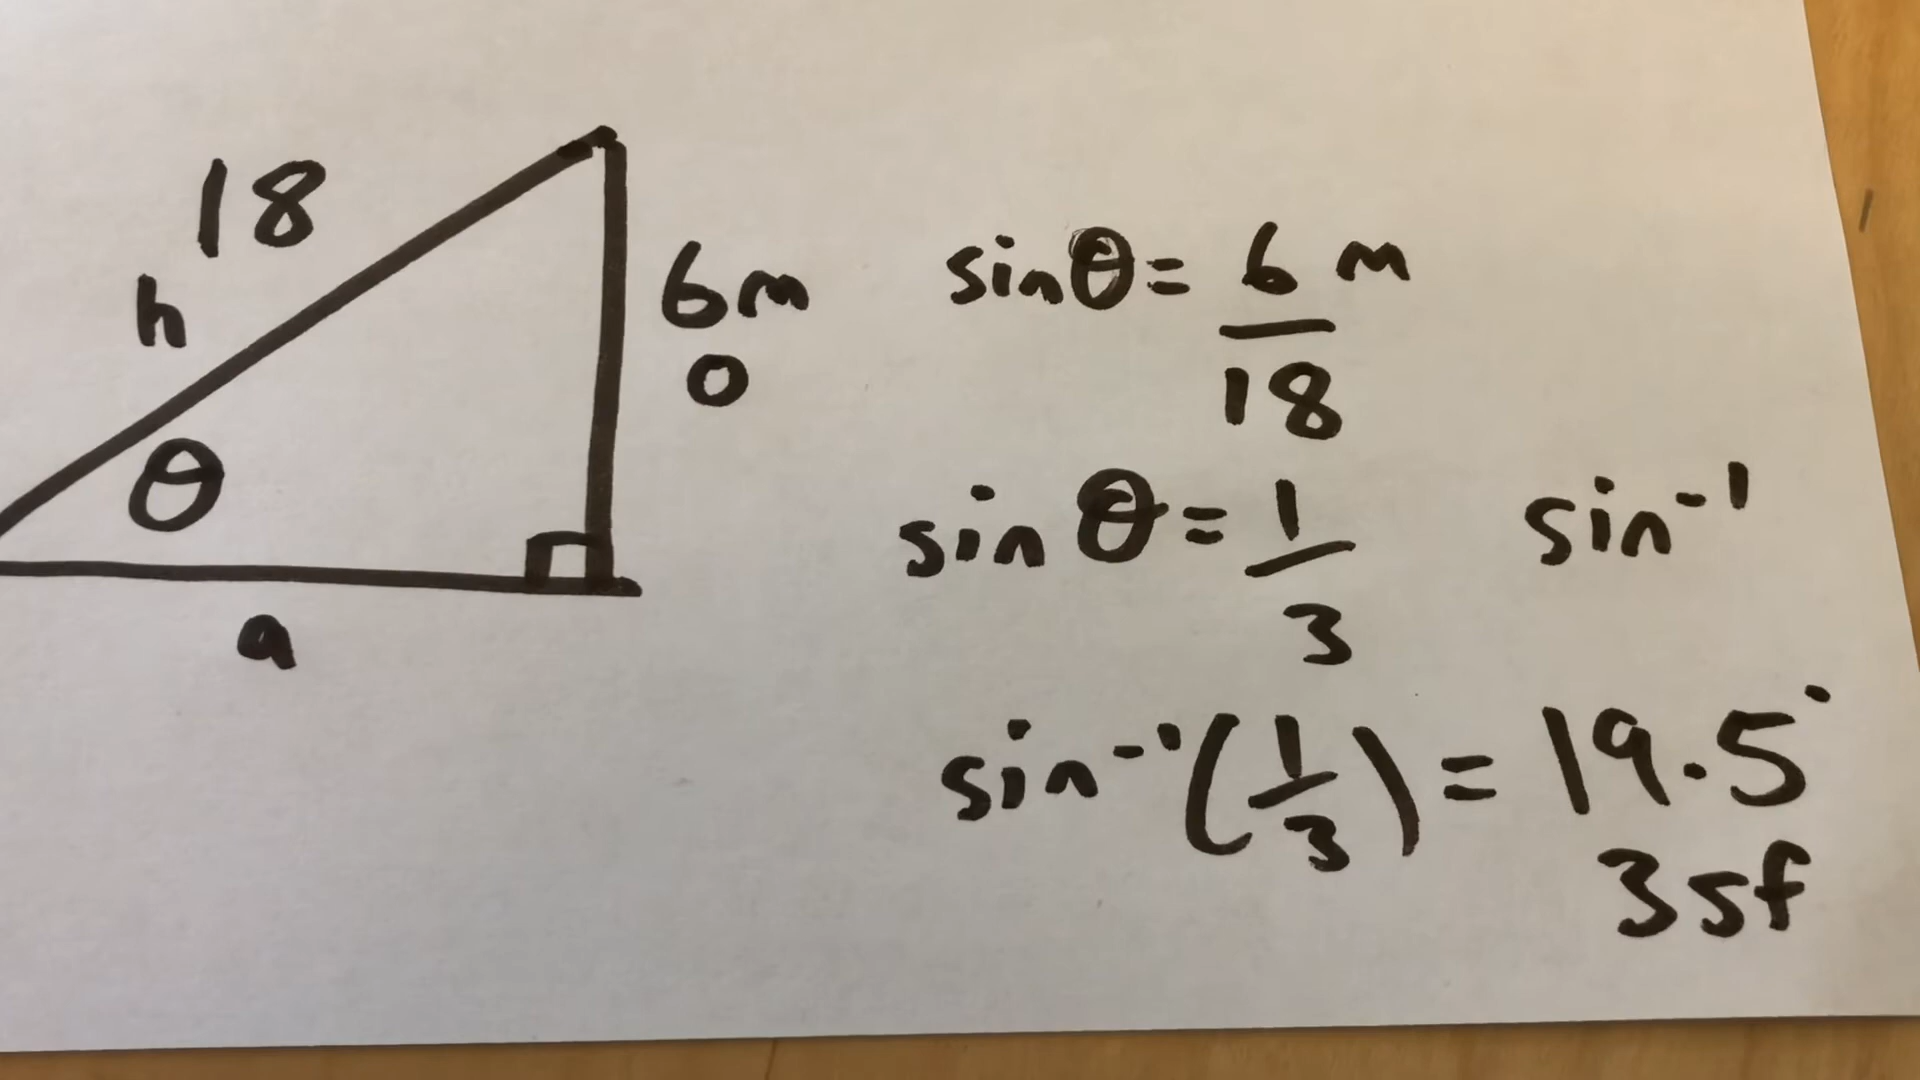 18
h
6m
o
θ
a
sinθ = 6 m
18
sin θ = 1
3
sin⁻¹
sin⁻¹(1/3) = 19.5°
3sf